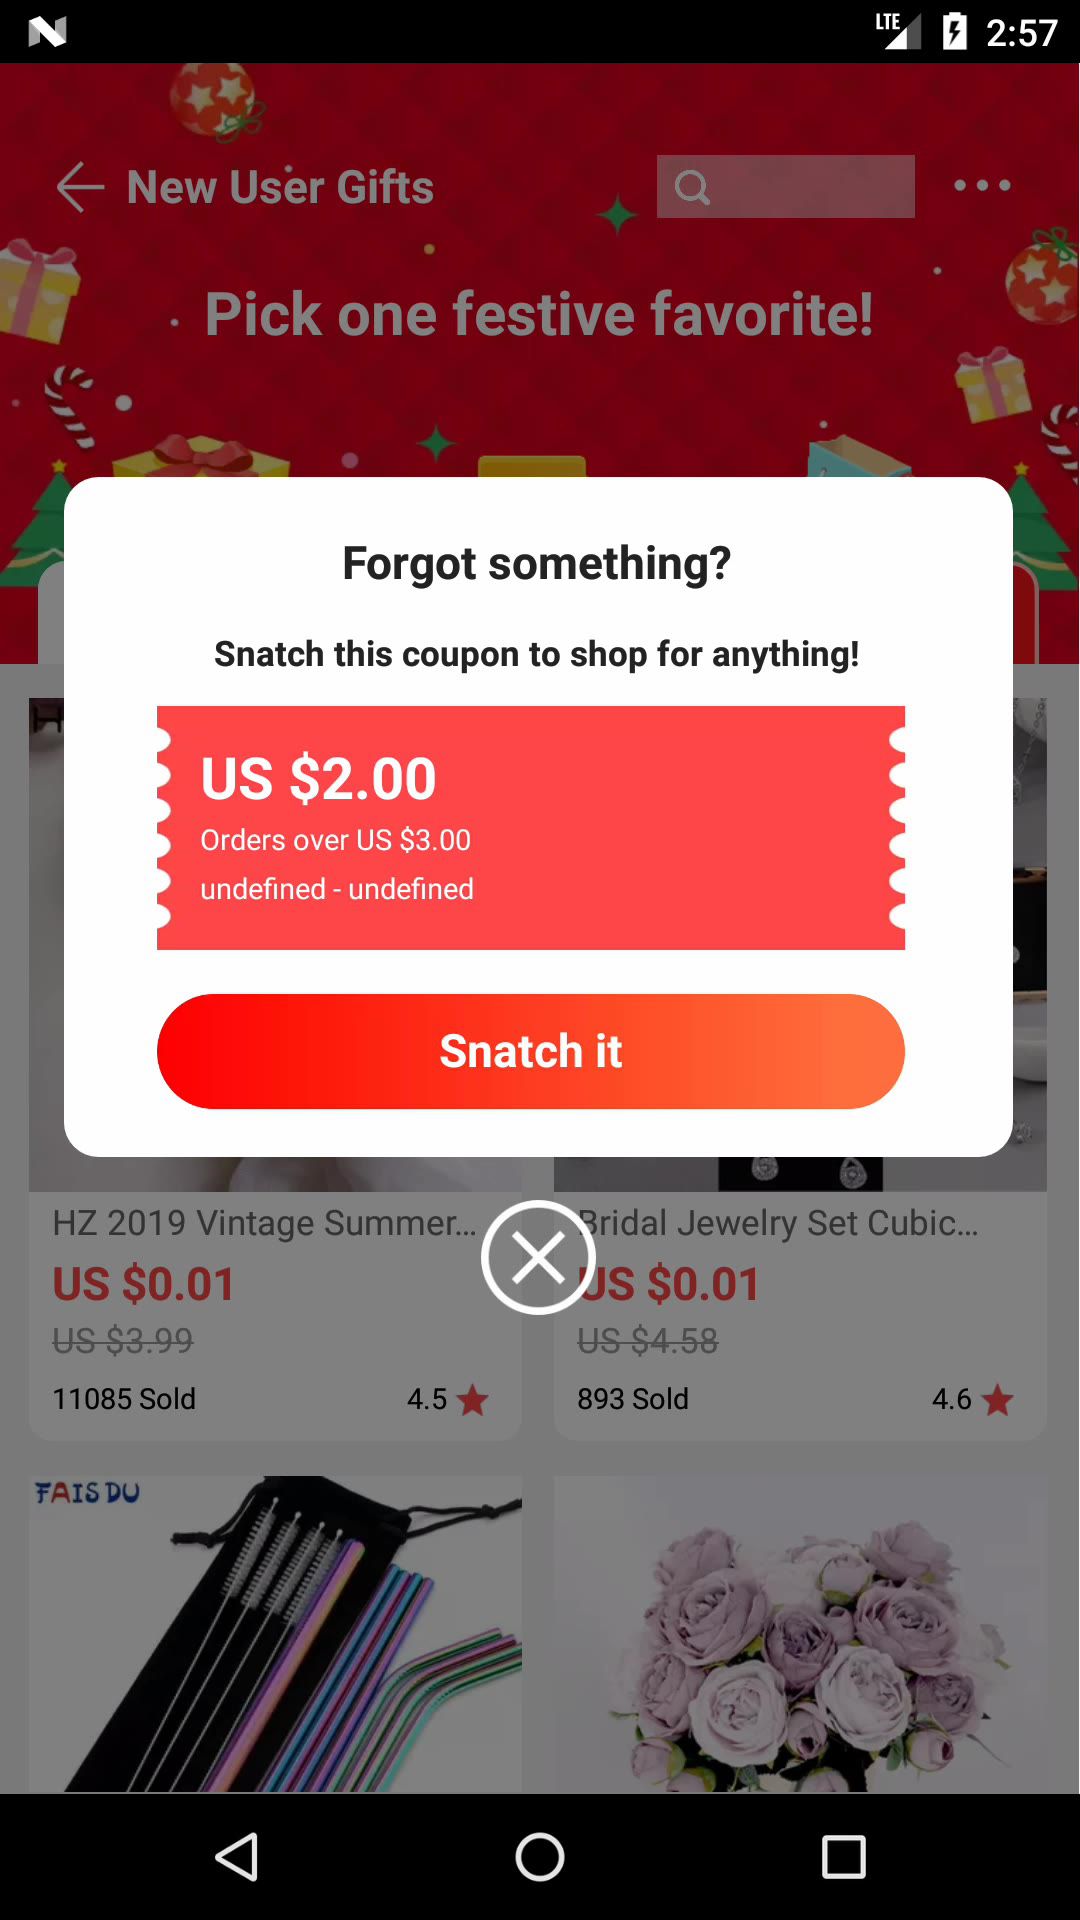 LTE 2:57
New User Gifts
Pick one festive favorite!
Forgot something?
Snatch this coupon to shop for anything!
US $2.00
Orders over US $3.00
undefined - undefined
Snatch it
HZ 2019 Vintage Summer...
US $0.01
US $3.99
11085 Sold 4.5
Bridal Jewelry Set Cubic...
US $0.01
US $4.58
893 Sold 4.6
FAIS DU